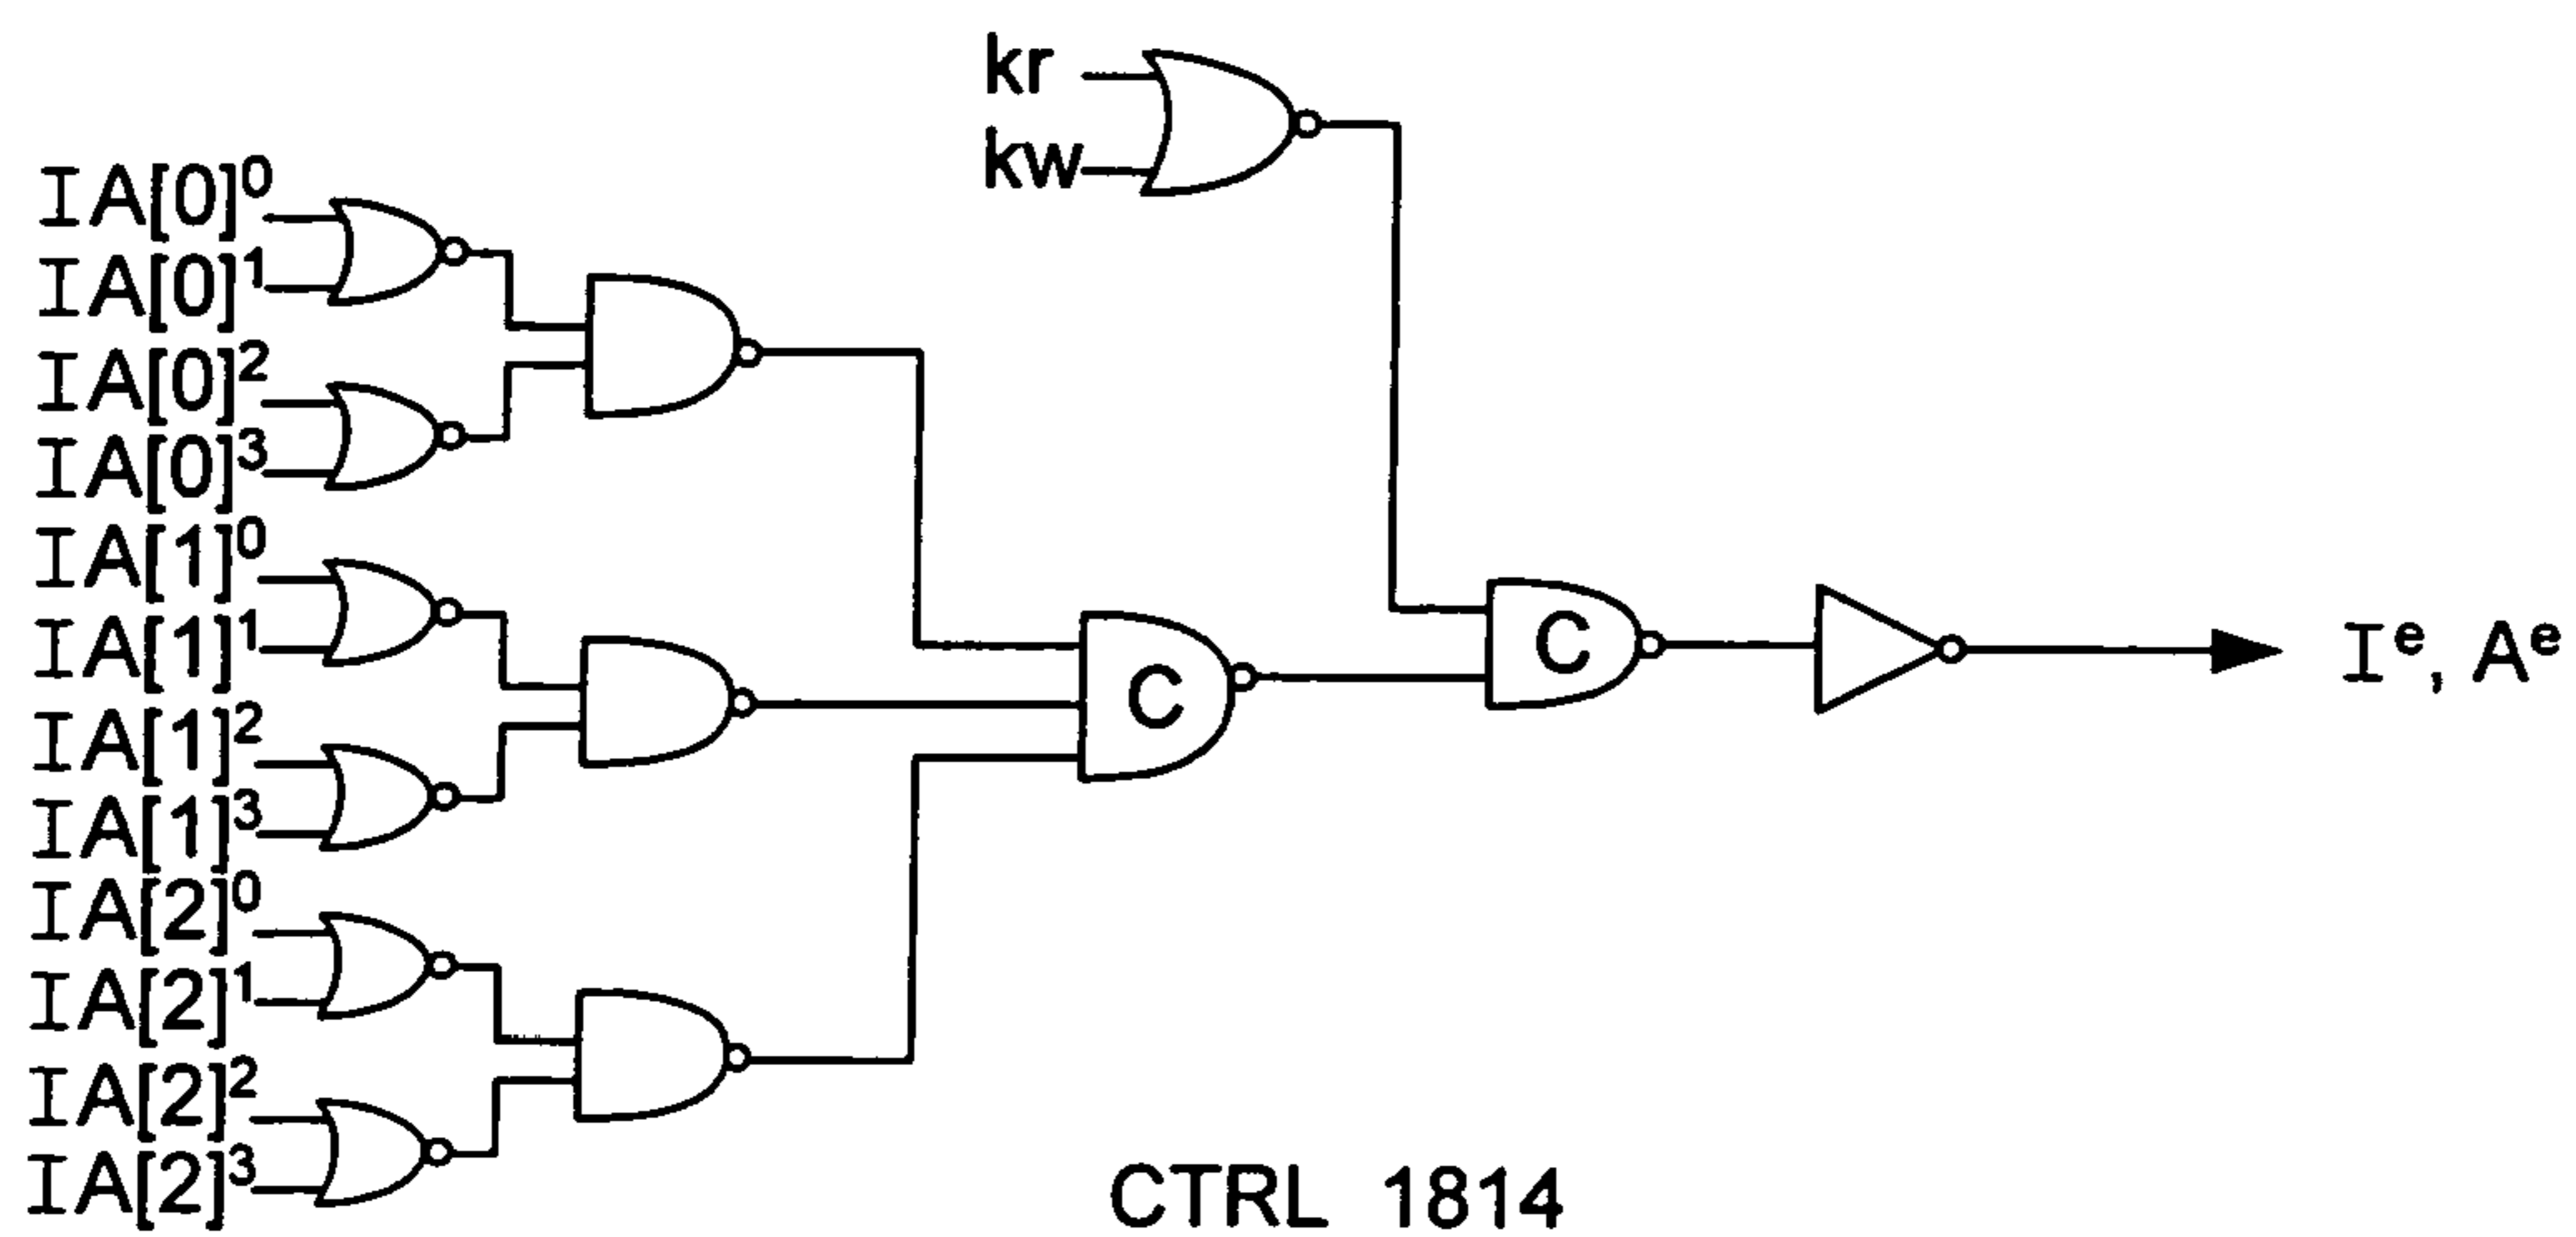 kr
kw
IA[0]⁰
IA[0]¹
IA[0]²
IA[0]³
IA[1]⁰
IA[1]¹
IA[1]²
IA[1]³
IA[2]⁰
IA[2]¹
IA[2]²
IA[2]³
C
C
Iᵉ, Aᵉ
CTRL 1814